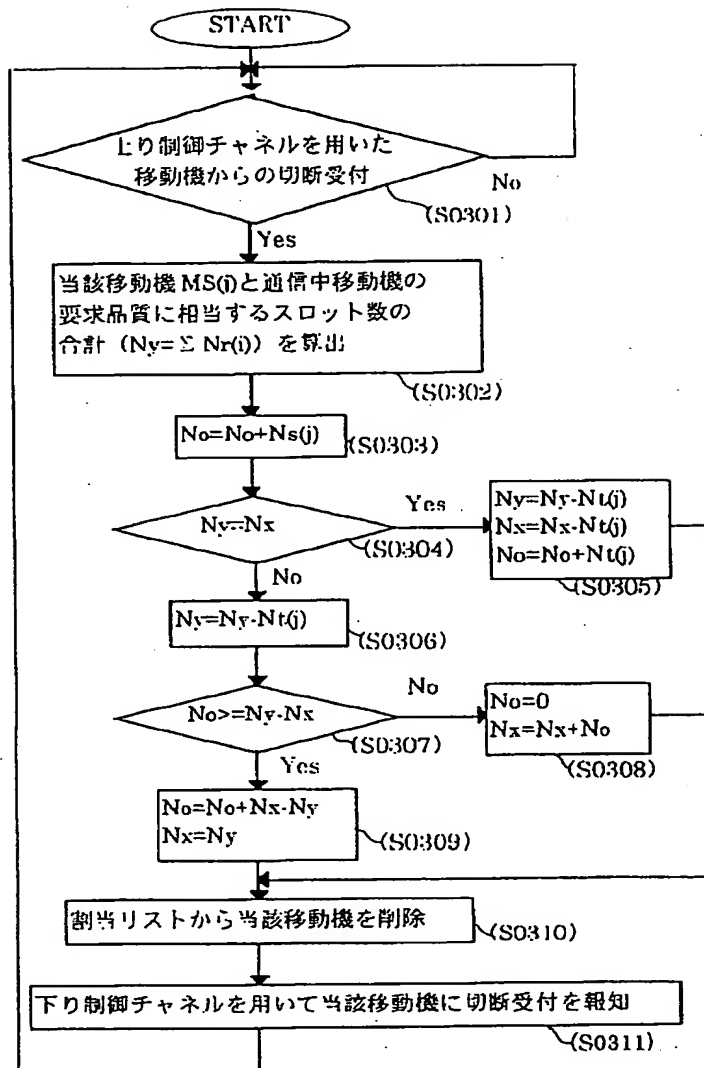 START
上り制御チャネルを用いた
移動機からの切断受付
No
(S0301)
Yes
当該移動機 MS(j)と通信中移動機の
要求品質に相当するスロット数の
合計（Ny=Σ Nr(i)）を算出
(S0302)
No=No+Ns(j)
(S0303)
Ny=Nx
Yes
(S0304)
Ny=Ny-Nt(j)
Nx=Nx-Nt(j)
No=No+Nt(j)
(S0305)
No
Ny=Ny-Nt(j)
(S0306)
No>=Ny-Nx
No
(S0307)
No=0
Nx=Nx+No
(S0308)
Yes
No=No+Nx-Ny
Nx=Ny
(S0309)
割当リストから当該移動機を削除
(S0310)
下り制御チャネルを用いて当該移動機に切断受付を報知
(S0311)